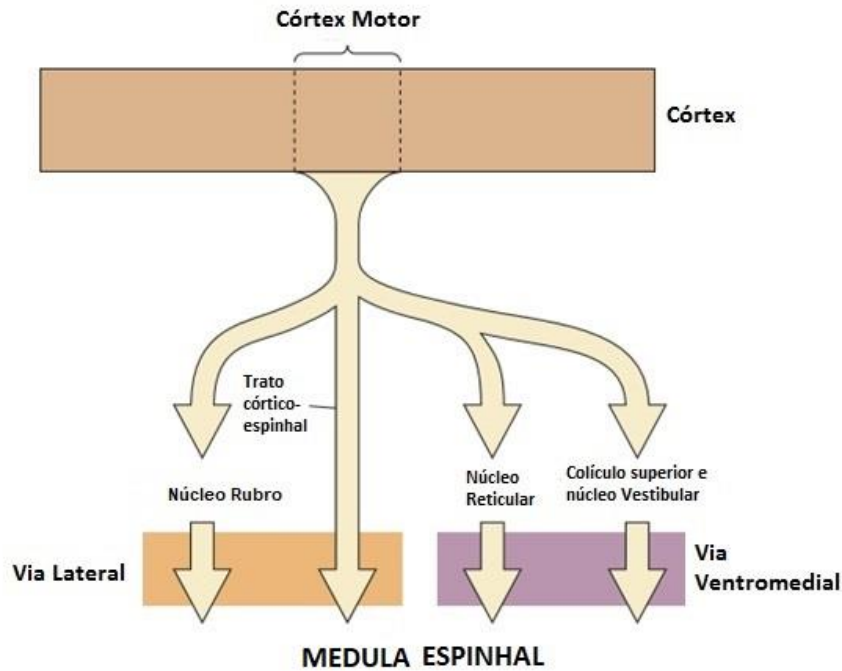 Córtex Motor
Córtex
Trato
córtico-
espinhal
Núcleo Rubro
Núcleo
Reticular
Colículo superior e
núcleo Vestibular
Via Lateral
Via
Ventromedial
MEDULA ESPINHAL